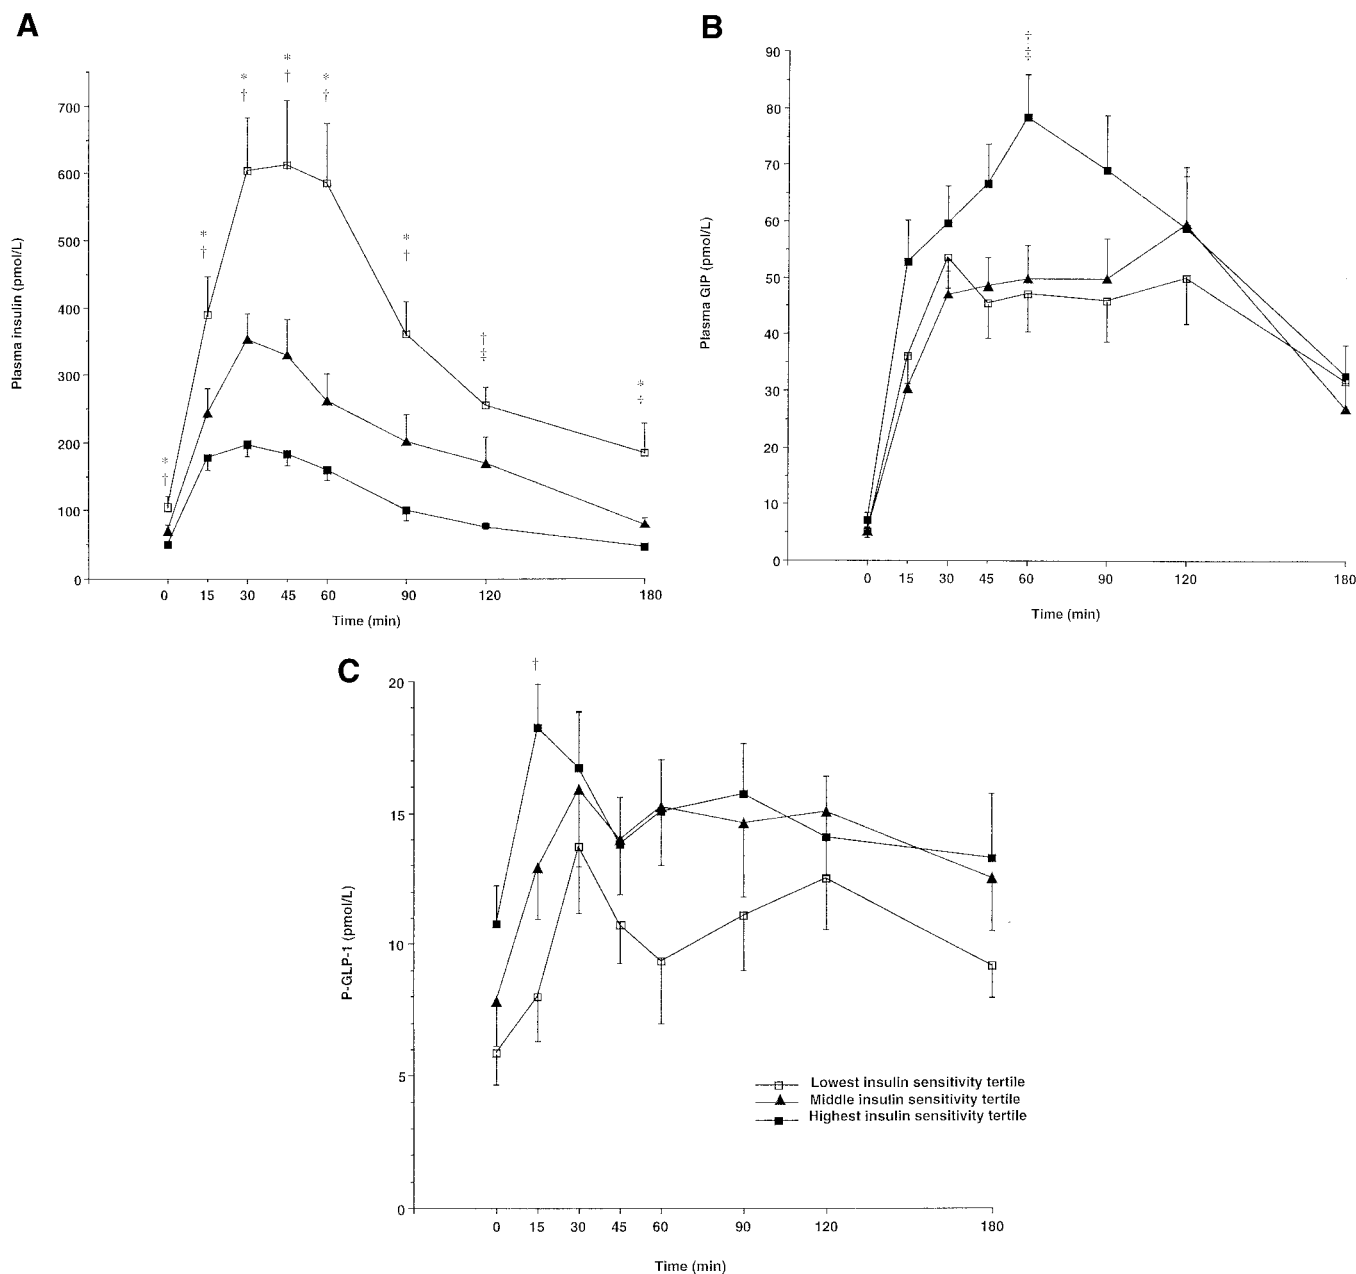 A
*
†
*
†
*
†
*
†
*
†
*
†
†
‡
*
÷
700
600
500
400
300
200
100
0
Plasma insulin (pmol/L)
0 15 30 45 60 90 120 180
Time (min)
B
90
80
70
60
50
40
30
20
10
0
Plasma GIP (pmol/L)
0 15 30 45 60 90 120 180
Time (min)
C
†
20
15
10
5
0
P-GLP-1 (pmol/L)
Lowest insulin sensitivity tertile
Middle insulin sensitivity tertile
Highest insulin sensitivity tertile
0 15 30 45 60 90 120 180
Time (min)